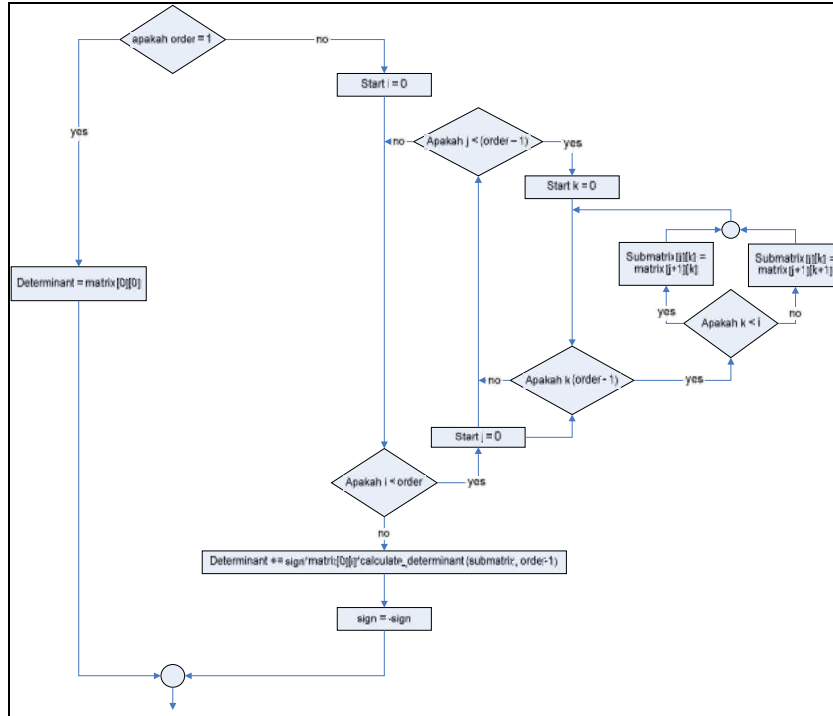 apakah order = 1
no
Start i = 0
yes
no
Apakah j < (order – 1)
yes
Start k = 0
Submatrix [j][k] =
matrix [j+1][k]
Submatrix [j][k] =
matrix [j+1][k+1]
Determinant = matrix [0][0]
yes
Apakah k < i
no
no
Apakah k (order - 1)
yes
Start j = 0
Apakah i < order
yes
no
Determinant += sign*matrix[0][i]*calculate_determinant (submatrix, order-1)
sign = -sign